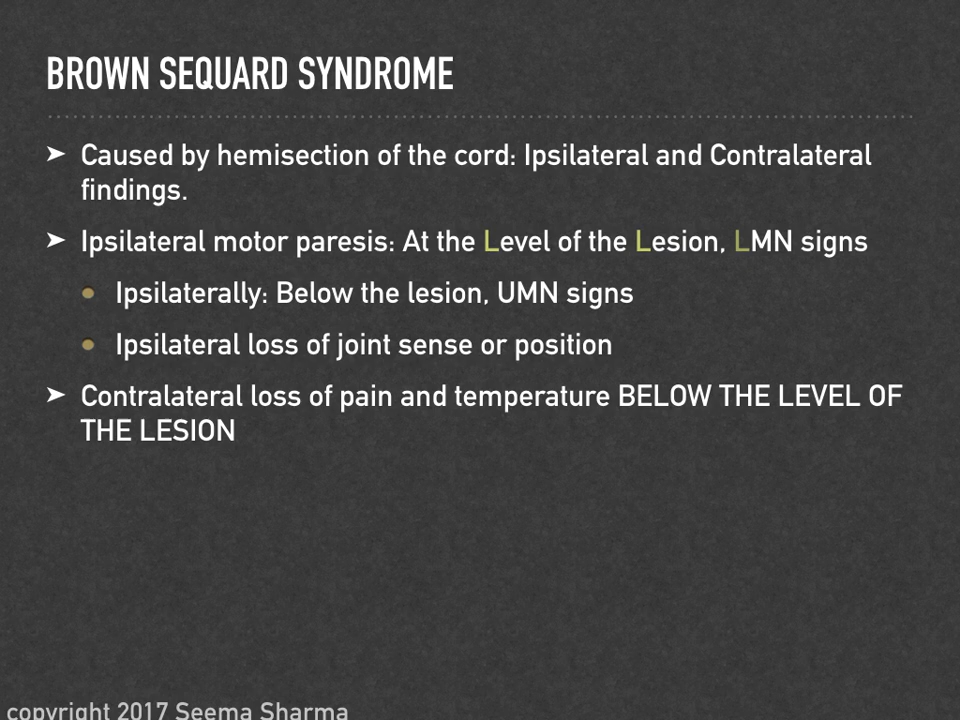 BROWN SEQUARD SYNDROME
➤ Caused by hemisection of the cord: Ipsilateral and Contralateral
findings.
➤ Ipsilateral motor paresis: At the Level of the Lesion, LMN signs
• Ipsilaterally: Below the lesion, UMN signs
• Ipsilateral loss of joint sense or position
➤ Contralateral loss of pain and temperature BELOW THE LEVEL OF
THE LESION
copyright 2017 Seema Sharma